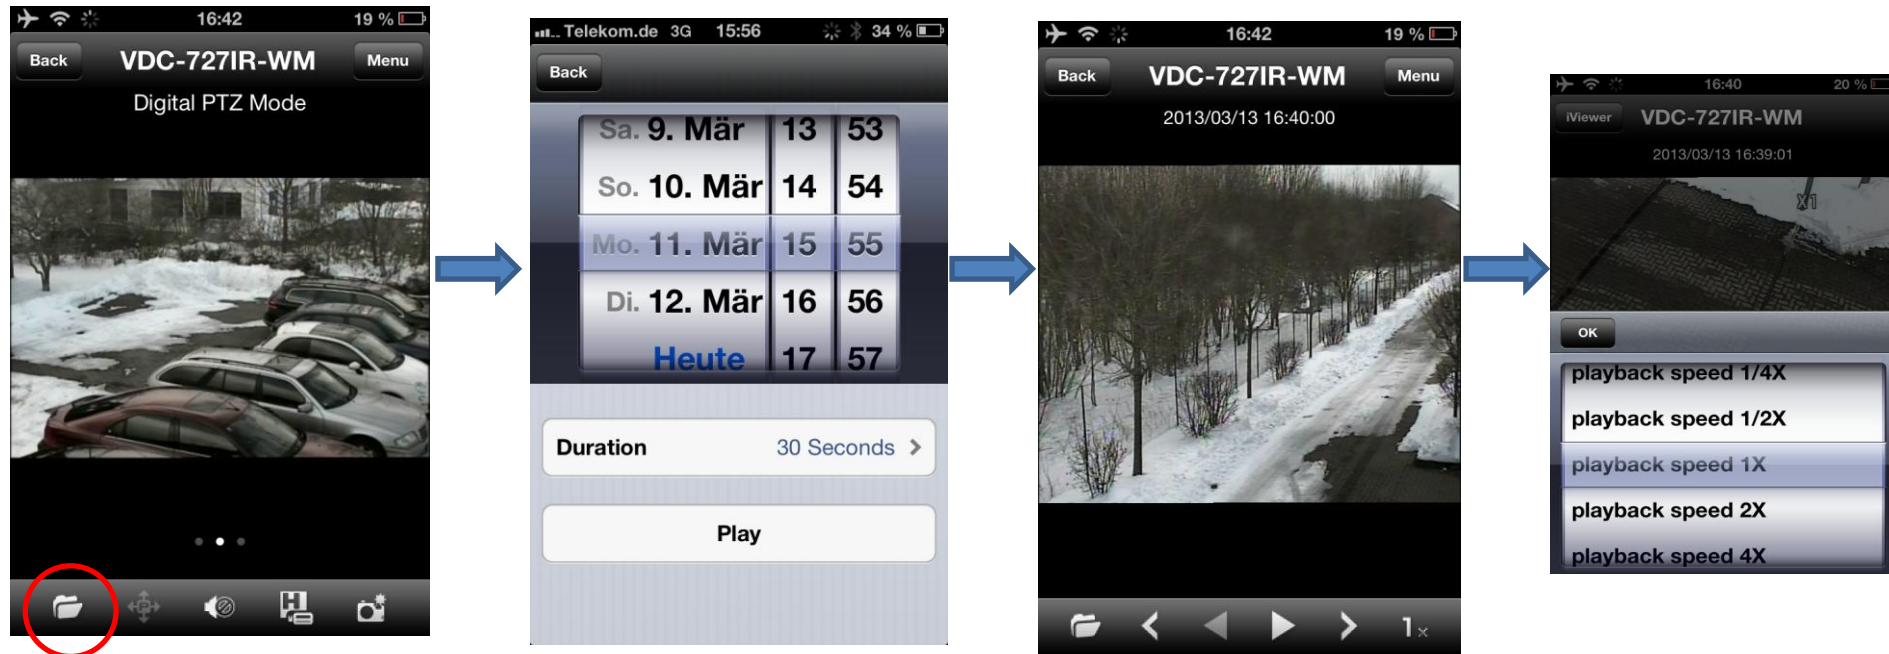 16:42 19 %
Back VDC-727IR-WM Menu
Digital PTZ Mode
Telekom.de 3G 15:56 34 %
Back
Sa. 9. Mär 13 53
So. 10. Mär 14 54
Mo. 11. Mär 15 55
Di. 12. Mär 16 56
Heute 17 57
Duration 30 Seconds >
Play
16:42 19 %
Back VDC-727IR-WM Menu
2013/03/13 16:40:00
1x
16:40 20 %
iViewer VDC-727IR-WM
2013/03/13 16:39:01
X1
OK
playback speed 1/4X
playback speed 1/2X
playback speed 1X
playback speed 2X
playback speed 4X